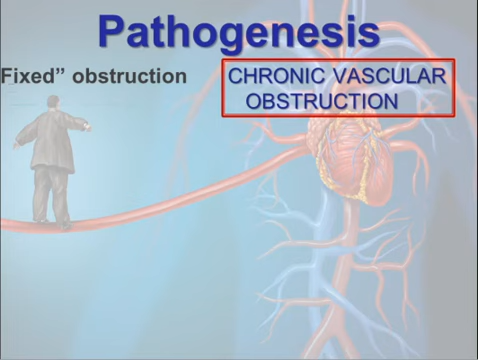 Pathogenesis
Fixed” obstruction
CHRONIC VASCULAR
OBSTRUCTION